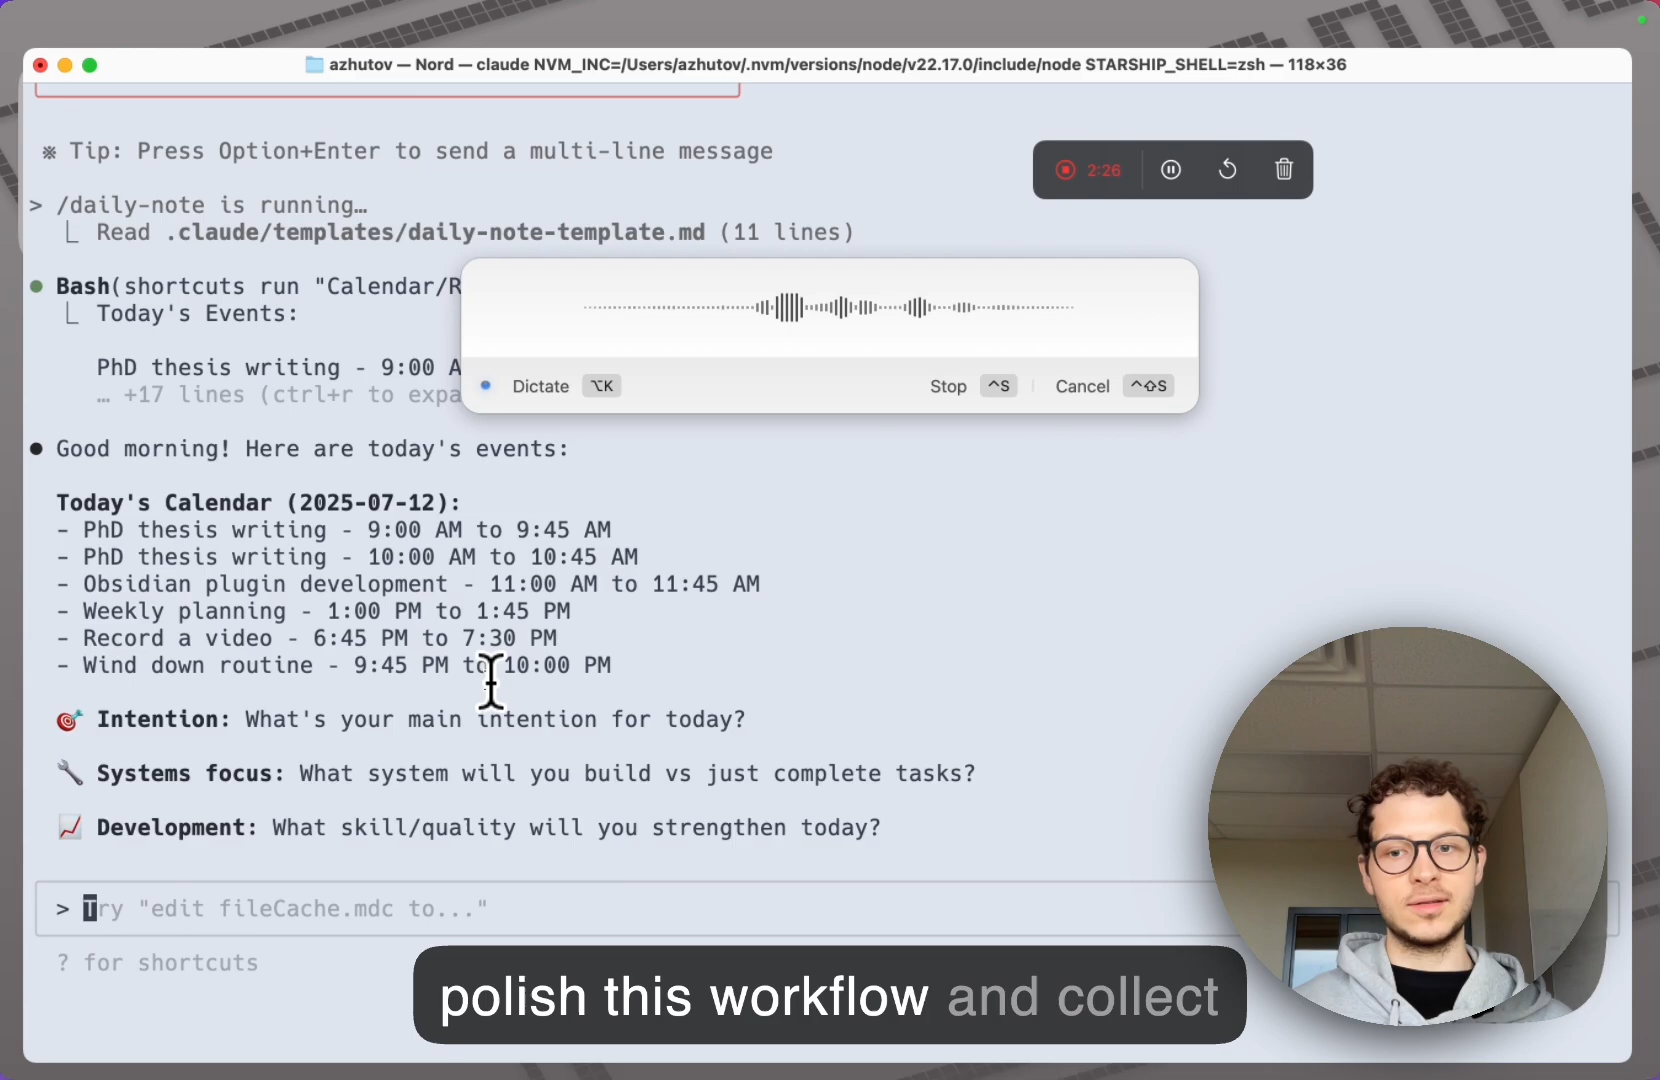 azhutov — Nord — claude NVM_INC=/Users/azhutov/.nvm/versions/node/v22.17.0/include/node STARSHIP_SHELL=zsh — 118×36
※ Tip: Press Option+Enter to send a multi-line message
2:26
> /daily-note is running…
⎿ Read .claude/templates/daily-note-template.md (11 lines)
● Bash(shortcuts run "Calendar/R
⎿ Today's Events:
PhD thesis writing - 9:00 A
… +17 lines (ctrl+r to expa
Dictate ⌥K Stop ^S Cancel ^⇧S
● Good morning! Here are today's events:
Today's Calendar (2025-07-12):
- PhD thesis writing - 9:00 AM to 9:45 AM
- PhD thesis writing - 10:00 AM to 10:45 AM
- Obsidian plugin development - 11:00 AM to 11:45 AM
- Weekly planning - 1:00 PM to 1:45 PM
- Record a video - 6:45 PM to 7:30 PM
- Wind down routine - 9:45 PM to 10:00 PM
🎯 Intention: What's your main intention for today?
🔧 Systems focus: What system will you build vs just complete tasks?
📈 Development: What skill/quality will you strengthen today?
> Try "edit fileCache.mdc to..."
? for shortcuts
polish this workflow and collect